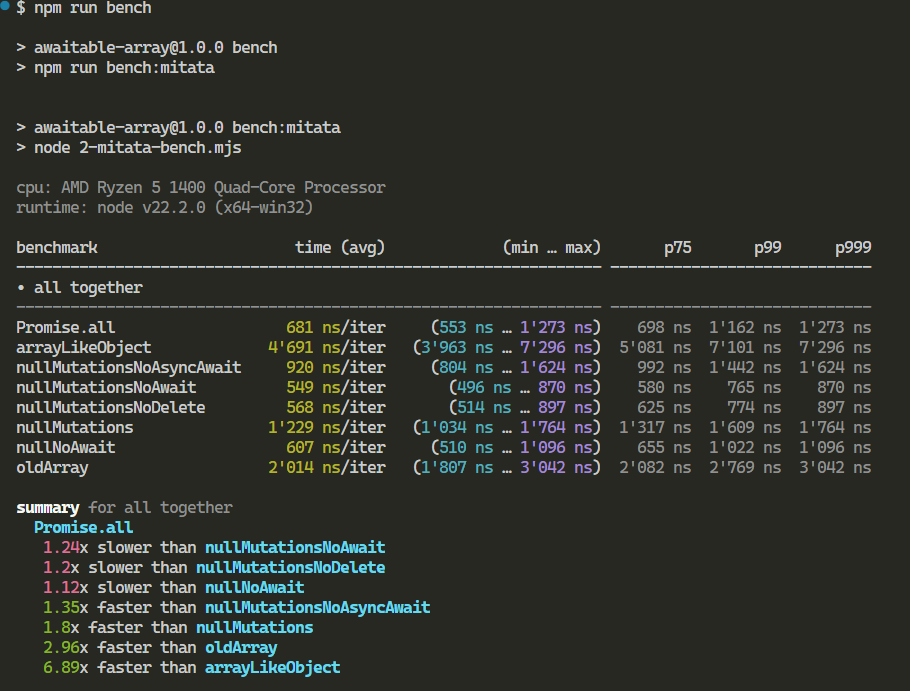 $ npm run bench
> awaitable-array@1.0.0 bench
> npm run bench:mitata
> awaitable-array@1.0.0 bench:mitata
> node 2-mitata-bench.mjs
cpu: AMD Ryzen 5 1400 Quad-Core Processor
runtime: node v22.2.0 (x64-win32)
benchmark time (avg) (min … max) p75 p99 p999
• all together
Promise.all 681 ns/iter (553 ns … 1'273 ns) 698 ns 1'162 ns 1'273 ns
arrayLikeObject 4'691 ns/iter (3'963 ns … 7'296 ns) 5'081 ns 7'101 ns 7'296 ns
nullMutationsNoAsyncAwait 920 ns/iter (804 ns … 1'624 ns) 992 ns 1'442 ns 1'624 ns
nullMutationsNoAwait 549 ns/iter (496 ns … 870 ns) 580 ns 765 ns 870 ns
nullMutationsNoDelete 568 ns/iter (514 ns … 897 ns) 625 ns 774 ns 897 ns
nullMutations 1'229 ns/iter (1'034 ns … 1'764 ns) 1'317 ns 1'609 ns 1'764 ns
nullNoAwait 607 ns/iter (510 ns … 1'096 ns) 655 ns 1'022 ns 1'096 ns
oldArray 2'014 ns/iter (1'807 ns … 3'042 ns) 2'082 ns 2'769 ns 3'042 ns
summary for all together
Promise.all
1.24x slower than nullMutationsNoAwait
1.2x slower than nullMutationsNoDelete
1.12x slower than nullNoAwait
1.35x faster than nullMutationsNoAsyncAwait
1.8x faster than nullMutations
2.96x faster than oldArray
6.89x faster than arrayLikeObject